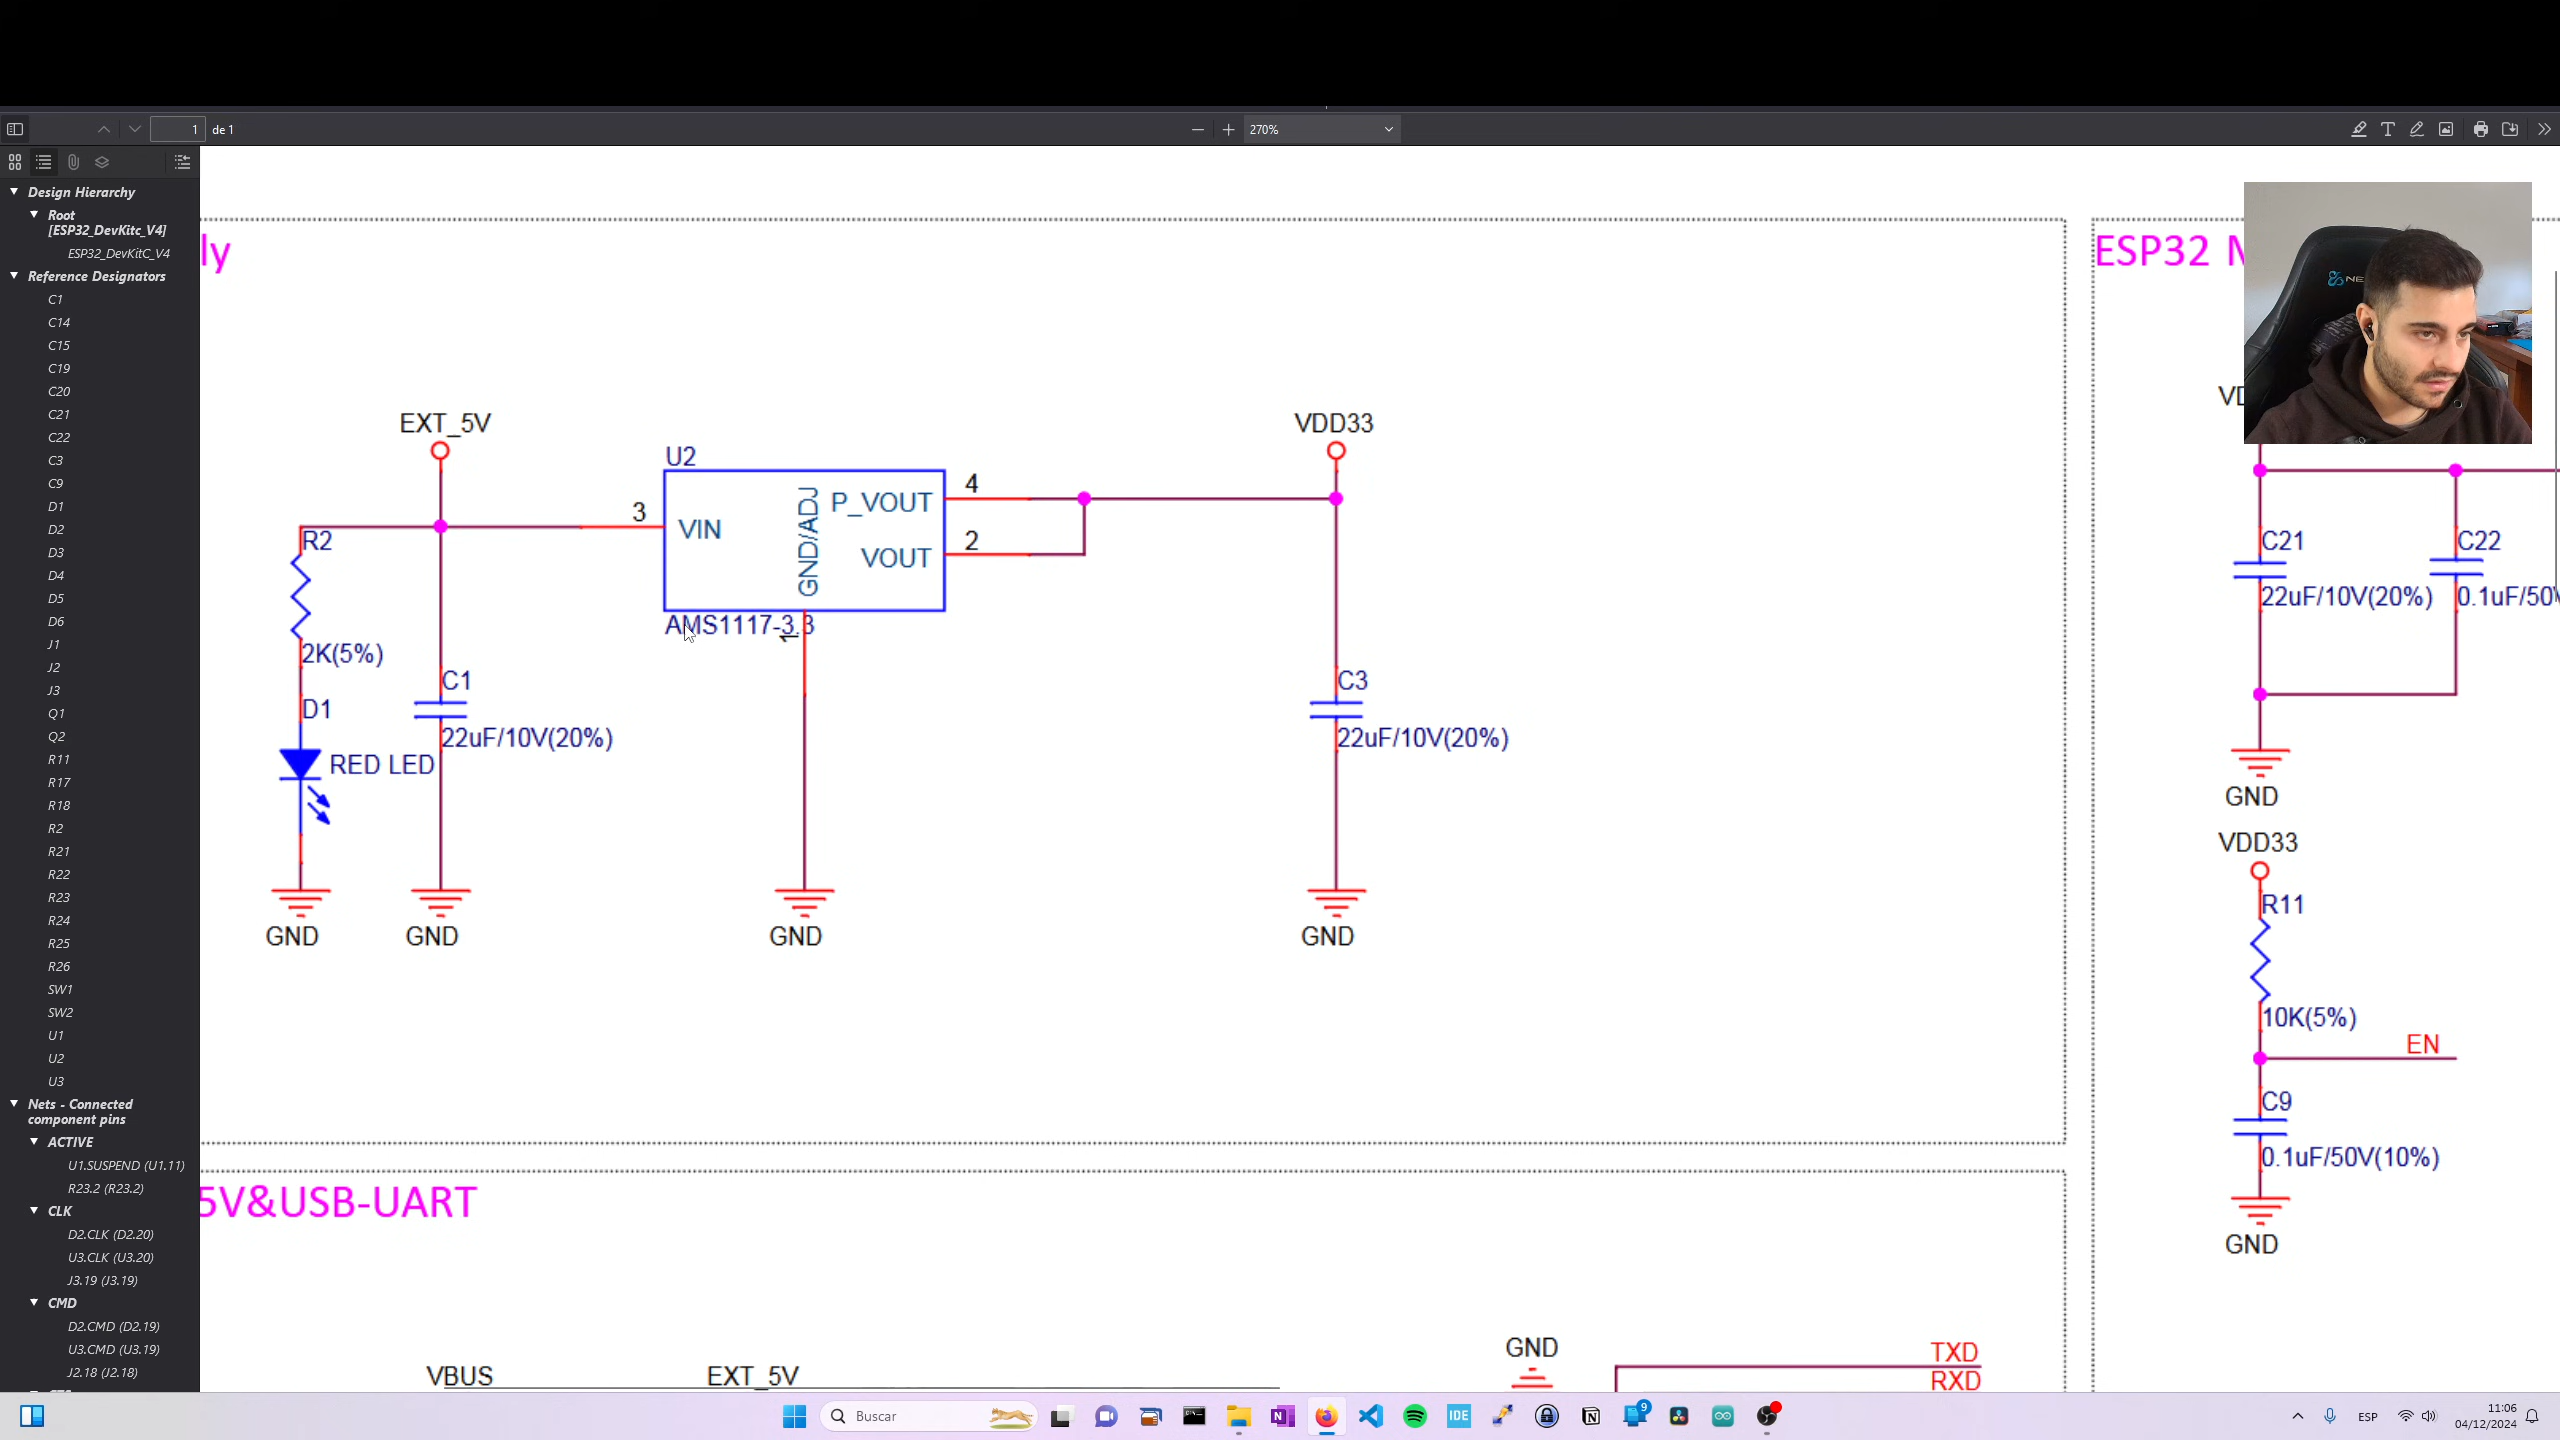 1 de 1
270%
Design Hierarchy
Root
[ESP32_DevKitc_V4]
ESP32_DevKitC_V4
Reference Designators
C1
C14
C15
C19
C20
C21
C22
C3
C9
D1
D2
D3
D4
D5
D6
J1
J2
J3
Q1
Q2
R11
R17
R18
R2
R21
R22
R23
R24
R25
R26
SW1
SW2
U1
U2
U3
Nets - Connected
component pins
ACTIVE
U1.SUSPEND (U1.11)
R23.2 (R23.2)
CLK
D2.CLK (D2.20)
U3.CLK (U3.20)
J3.19 (J3.19)
CMD
D2.CMD (D2.19)
U3.CMD (U3.19)
J2.18 (J2.18)
ly
EXT_5V
R2
2K(5%)
D1
RED LED
GND
C1
22uF/10V(20%)
GND
U2
3
VIN
GND/ADJ
P_VOUT
VOUT
4
2
AMS1117-3.3
GND
VDD33
C3
22uF/10V(20%)
GND
5V&USB-UART
VBUS
EXT_5V
GND
TXD
RXD
ESP32
C21
22uF/10V(20%)
C22
0.1uF/50V
GND
VDD33
R11
10K(5%)
EN
C9
0.1uF/50V(10%)
GND
Buscar
IDE
9
ESP
11:06
04/12/2024